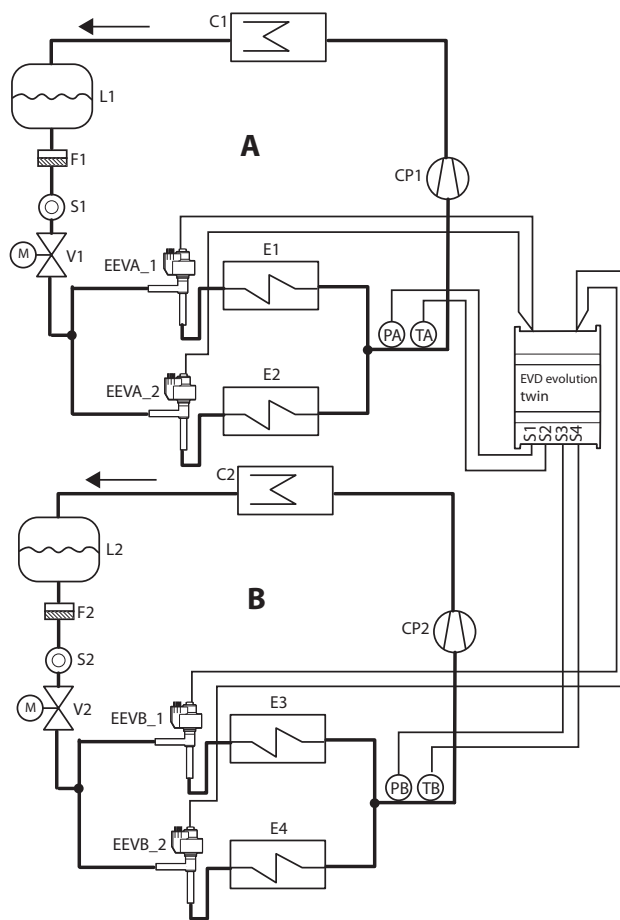 C1
L1
A
F1
CP1
S1
M
V1
EEVA_1
E1
PA
TA
EVD evolution
twin
E2
EEVA_2
S1
S2
S3
S4
C2
L2
B
F2
CP2
S2
M
V2
EEVB_1
E3
PB
TB
E4
EEVB_2